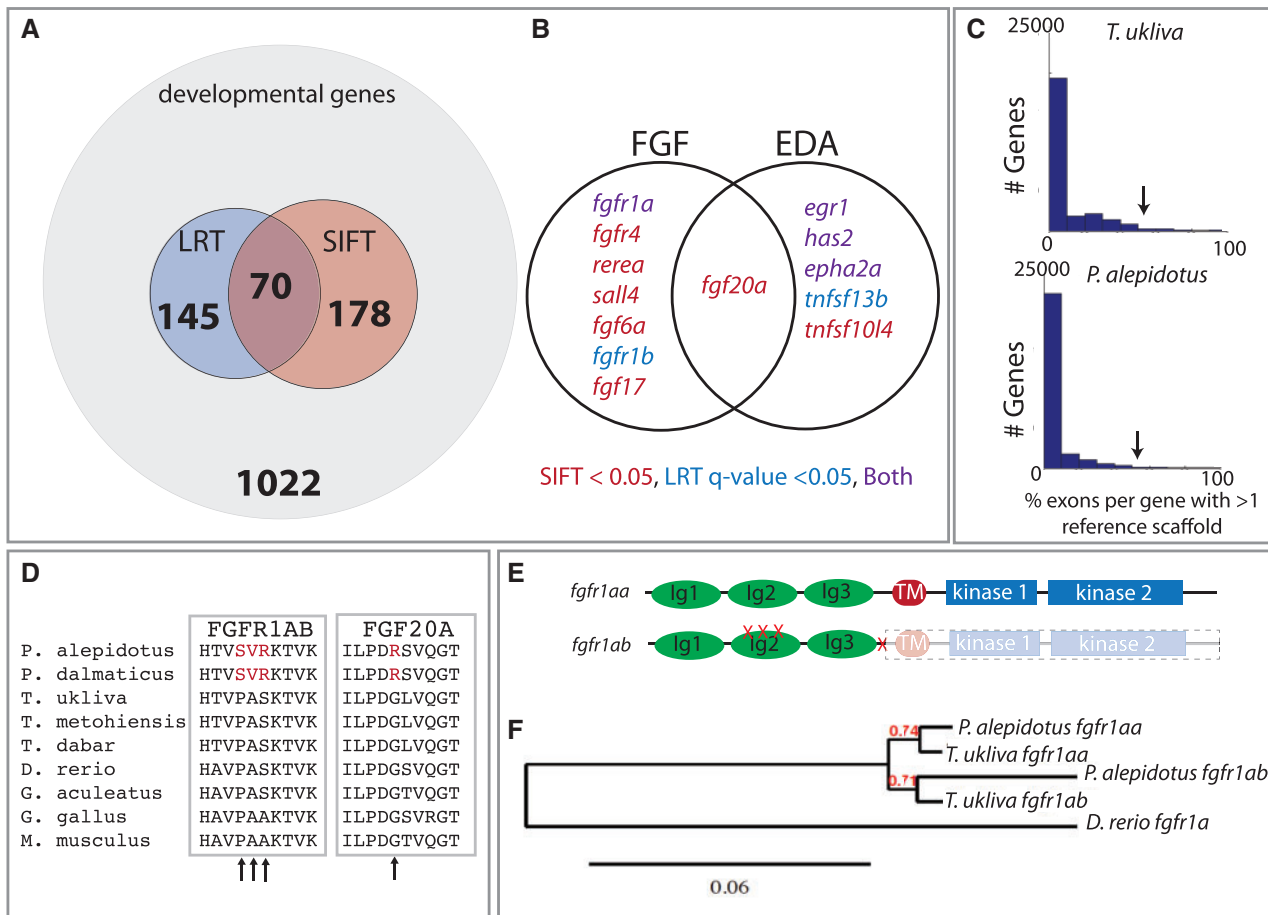 A
developmental genes
LRT
SIFT
70
145
178
1022
B
FGF
EDA
fgfr1a
fgfr4
rerea
sall4
fgf6a
fgfr1b
fgf17
fgf20a
egr1
has2
epha2a
tnfsf13b
tnfsf10l4
SIFT < 0.05, LRT q-value <0.05, Both
C
25000
T. ukliva
# Genes
0
100
25000
P. alepidotus
# Genes
0
100
% exons per gene with >1
reference scaffold
D
FGFR1AB FGF20A
P. alepidotus HTVSVRKTVK ILPDRSVQGT
P. dalmaticus HTVSVRKTVK ILPDRSVQGT
T. ukliva HTVPASKTVK ILPDGLVQGT
T. metohiensis HTVPASKTVK ILPDGLVQGT
T. dabar HTVPASKTVK ILPDGLVQGT
D. rerio HAVPASKTVK ILPDGSVQGT
G. aculeatus HAVPASKTVK ILPDGTVQGT
G. gallus HAVPAAKTVK ILPDGSVRGT
M. musculus HAVPAAKTVK ILPDGTVQGT
E
fgfr1aa Ig1 Ig2 Ig3 TM kinase 1 kinase 2
X X X
fgfr1ab Ig1 Ig2 Ig3 X TM kinase 1 kinase 2
F
0.74
P. alepidotus fgfr1aa
T. ukliva fgfr1aa
0.71
P. alepidotus fgfr1ab
T. ukliva fgfr1ab
D. rerio fgfr1a
0.06